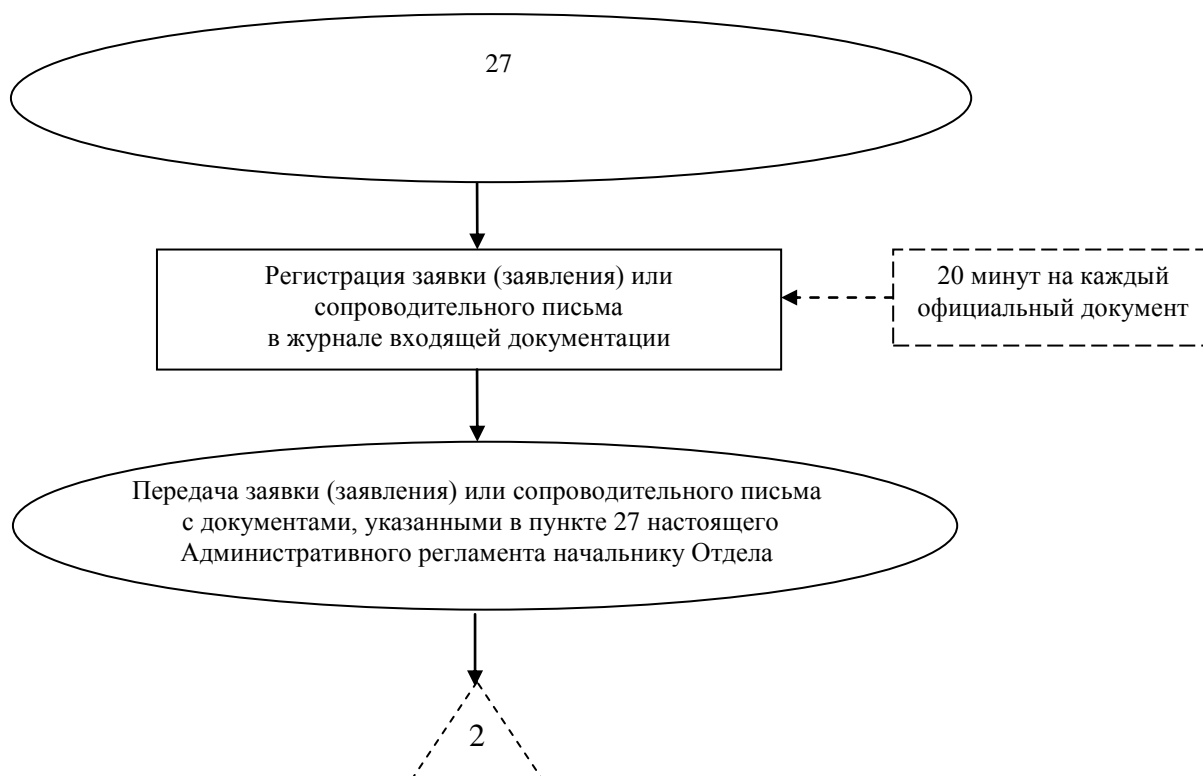 27
Регистрация заявки (заявления) или
сопроводительного письма
в журнале входящей документации
20 минут на каждый
официальный документ
Передача заявки (заявления) или сопроводительного письма
с документами, указанными в пункте 27 настоящего
Административного регламента начальнику Отдела
2